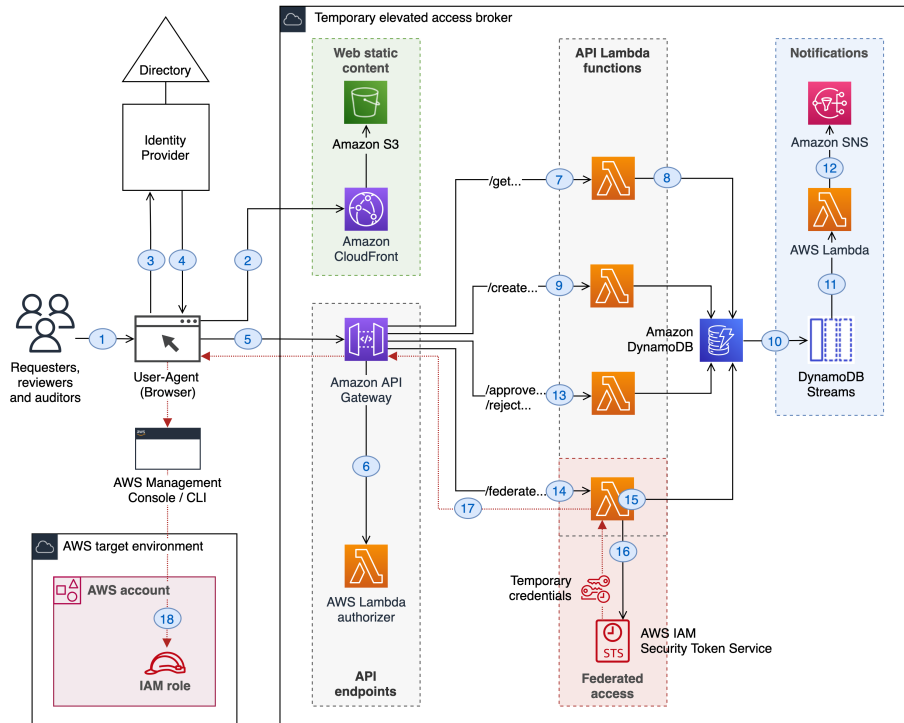 Temporary elevated access broker
Directory
Identity
Provider
Web static
content
Amazon S3
Amazon
CloudFront
API Lambda
functions
Notifications
Amazon SNS
12
AWS Lambda
11
DynamoDB
Streams
/get...
7
8
3
4
2
/create...
9
1
5
Requesters,
reviewers
and auditors
User-Agent
(Browser)
Amazon API
Gateway
Amazon
DynamoDB
10
/approve...
/reject...
13
6
AWS Management
Console / CLI
/federate...
14
15
17
16
AWS target environment
AWS account
18
IAM role
AWS Lambda
authorizer
API
endpoints
Temporary
credentials
STS
AWS IAM
Security Token Service
Federated
access